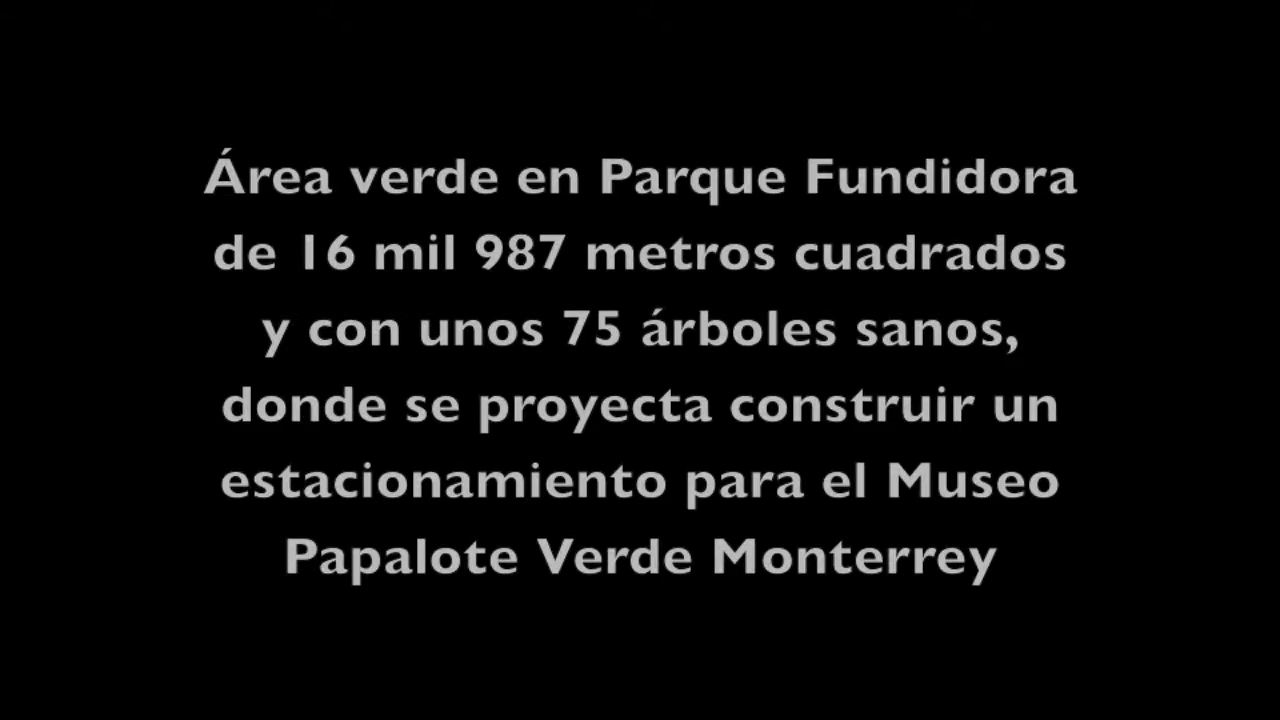 Área verde en Parque Fundidora
de 16 mil 987 metros cuadrados
y con unos 75 árboles sanos,
donde se proyecta construir un
estacionamiento para el Museo
Papalote Verde Monterrey